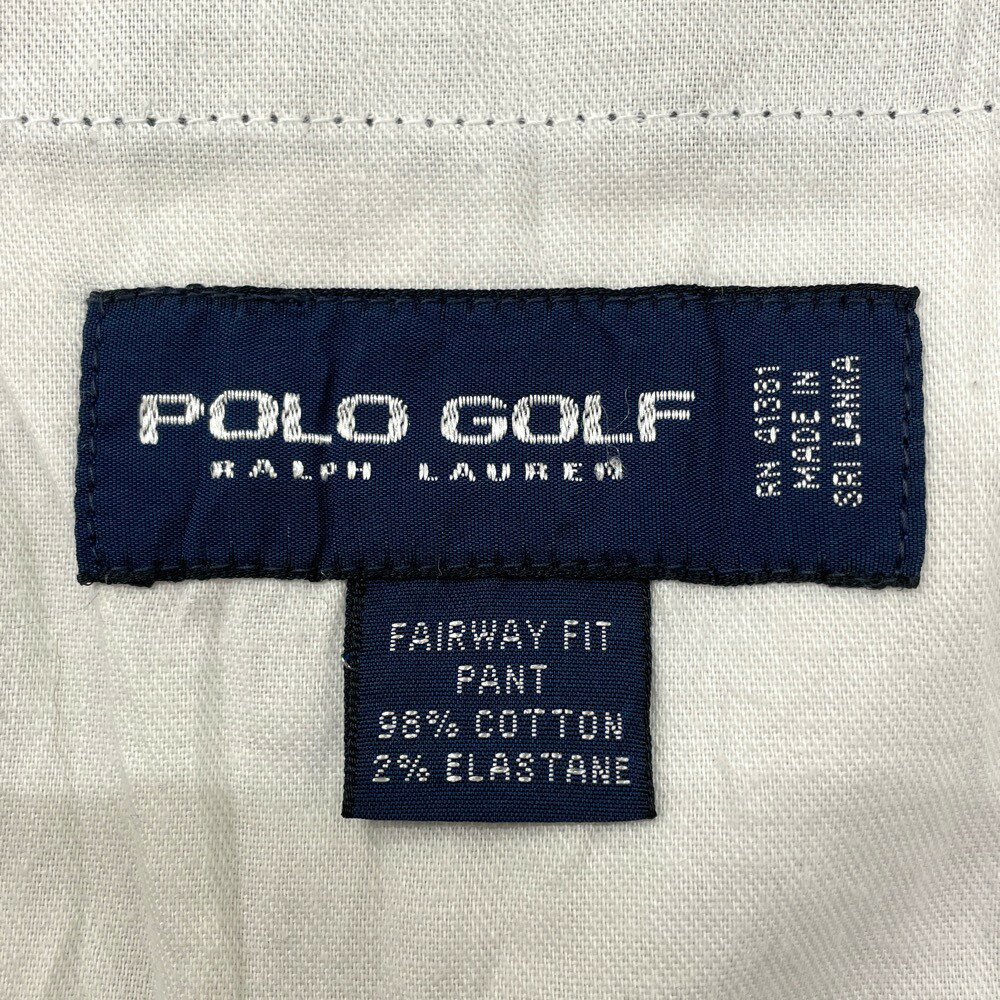 POLO GOLF
RALPH LAUREN
RN 41381
MADE IN
SRI LANKA
FAIRWAY FIT
PANT
98% COTTON
2% ELASTANE